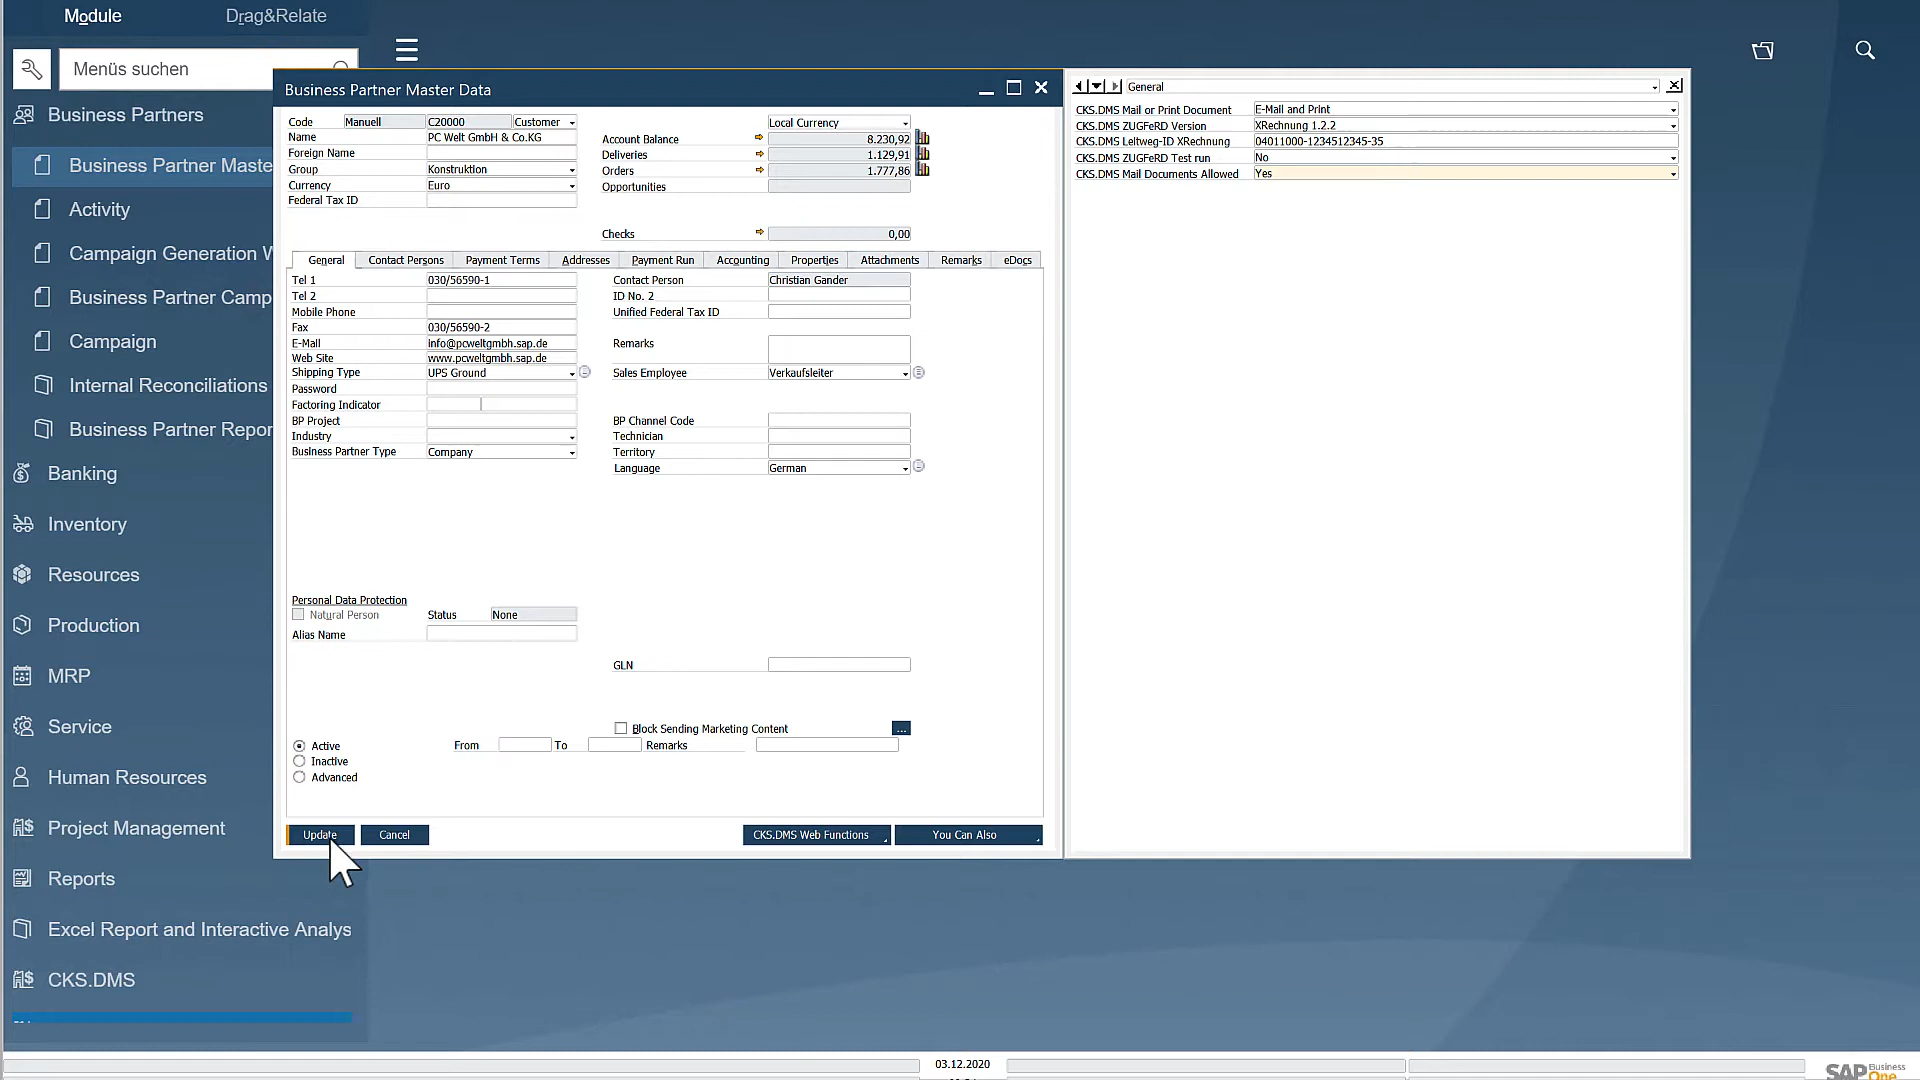 Module
Drag&Relate
Menüs suchen
Business Partners
Business Partner Maste
Activity
Campaign Generation W
Business Partner Camp
Campaign
Internal Reconciliations
Business Partner Repor
Banking
Inventory
Resources
Production
MRP
Service
Human Resources
Project Management
Reports
Excel Report and Interactive Analys
CKS.DMS
Business Partner Master Data
Code Manuell C20000 Customer
Name PC Welt GmbH & Co.KG
Foreign Name
Group Konstruktion
Currency Euro
Federal Tax ID
Local Currency
Account Balance 8.230,92
Deliveries 1.129,91
Orders 1.777,86
Opportunities
Checks 0,00
General Contact Persons Payment Terms Addresses Payment Run Accounting Properties Attachments Remarks eDocs
Tel 1 030/56590-1
Tel 2
Mobile Phone
Fax 030/56590-2
E-Mail info@pcweltgmbh.sap.de
Web Site www.pcweltgmbh.sap.de
Shipping Type UPS Ground
Password
Factoring Indicator
BP Project
Industry
Business Partner Type Company
Contact Person Christian Gander
ID No. 2
Unified Federal Tax ID
Remarks
Sales Employee Verkaufsleiter
BP Channel Code
Technician
Territory
Language German
Personal Data Protection
Natural Person Status None
Alias Name
GLN
Block Sending Marketing Content ...
Active From To Remarks
Inactive
Advanced
Update Cancel CKS.DMS Web Functions You Can Also
General
CKS.DMS Mail or Print Document E-Mail and Print
CKS.DMS ZUGFeRD Version XRechnung 1.2.2
CKS.DMS Leitweg-ID XRechnung 04011000-1234512345-35
CKS.DMS ZUGFeRD Test run No
CKS.DMS Mail Documents Allowed Yes
03.12.2020
SAP Business One